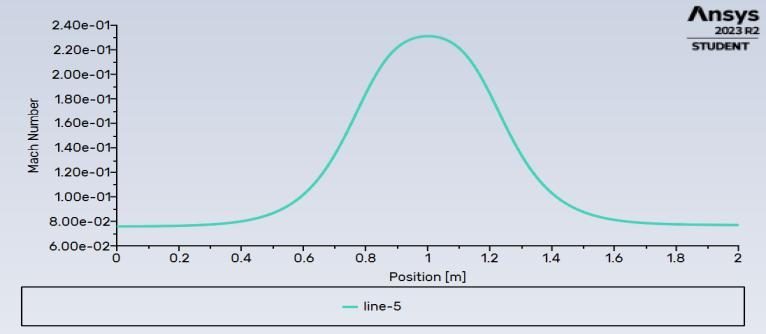 Ansys
2023 R2
STUDENT
2.40e-01
2.20e-01
2.00e-01
1.80e-01
1.60e-01
1.40e-01
1.20e-01
1.00e-01
8.00e-02
6.00e-02
Mach Number
0 0.2 0.4 0.6 0.8 1 1.2 1.4 1.6 1.8 2
Position [m]
line-5